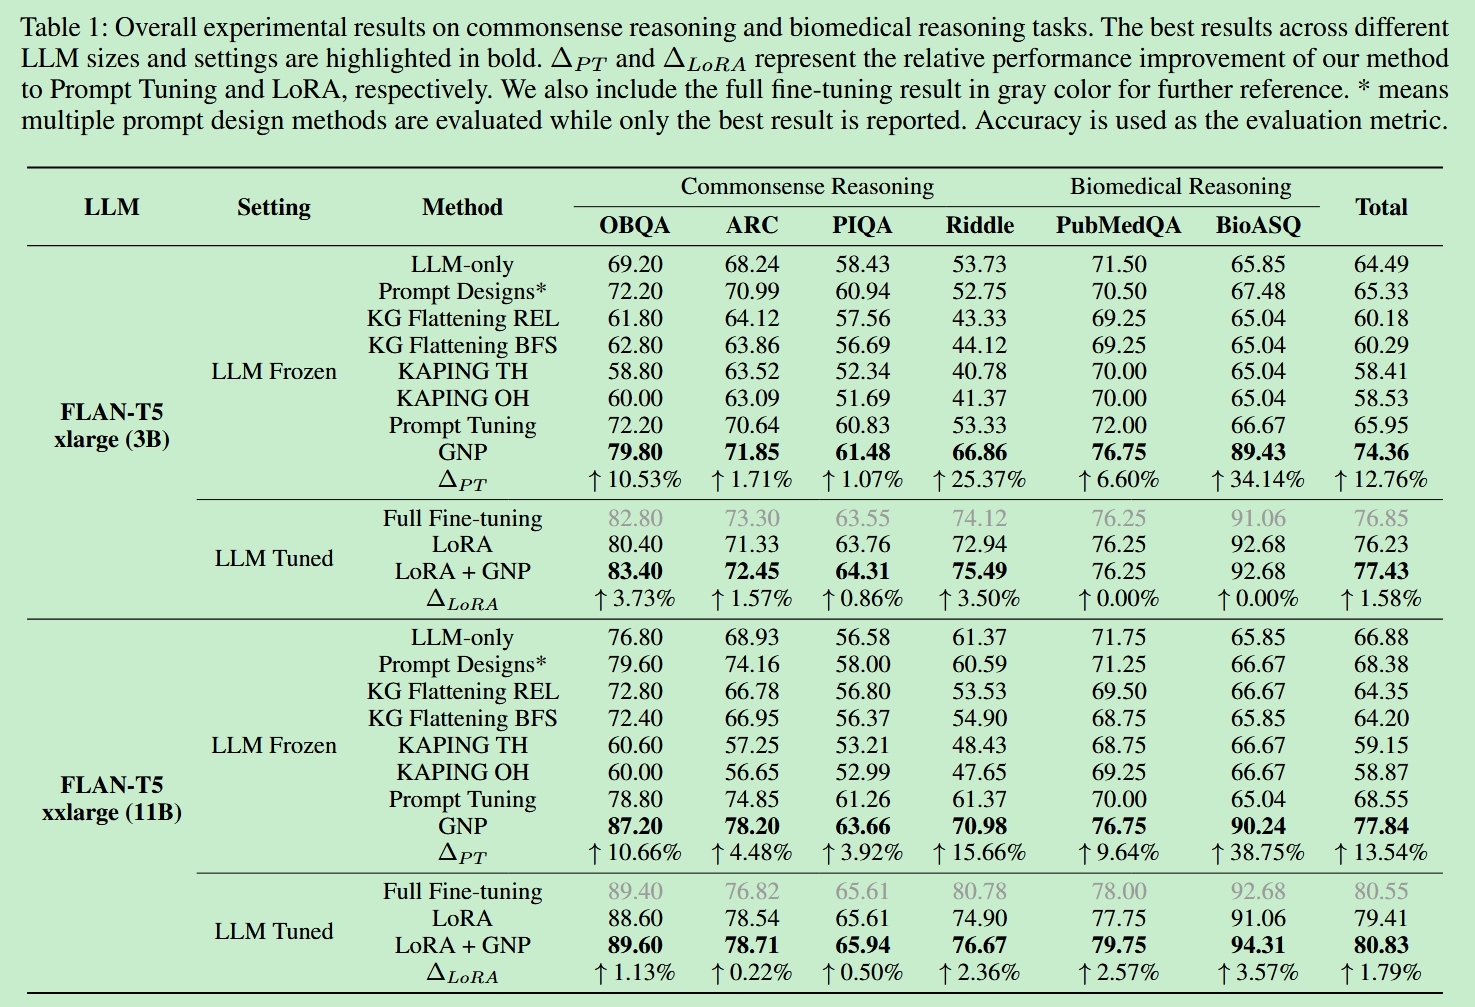 Table 1: Overall experimental results on commonsense reasoning and biomedical reasoning tasks. The best results across different
LLM sizes and settings are highlighted in bold. Δ_PT and Δ_LoRA represent the relative performance improvement of our method
to Prompt Tuning and LoRA, respectively. We also include the full fine-tuning result in gray color for further reference. * means
multiple prompt design methods are evaluated while only the best result is reported. Accuracy is used as the evaluation metric.
LLM Setting Method Commonsense Reasoning Biomedical Reasoning Total
OBQA ARC PIQA Riddle PubMedQA BioASQ
FLAN-T5
xlarge (3B)
LLM Frozen
LLM-only 69.20 68.24 58.43 53.73 71.50 65.85 64.49
Prompt Designs* 72.20 70.99 60.94 52.75 70.50 67.48 65.33
KG Flattening REL 61.80 64.12 57.56 43.33 69.25 65.04 60.18
KG Flattening BFS 62.80 63.86 56.69 44.12 69.25 65.04 60.29
KAPING TH 58.80 63.52 52.34 40.78 70.00 65.04 58.41
KAPING OH 60.00 63.09 51.69 41.37 70.00 65.04 58.53
Prompt Tuning 72.20 70.64 60.83 53.33 72.00 66.67 65.95
GNP 79.80 71.85 61.48 66.86 76.75 89.43 74.36
Δ_PT ↑ 10.53% ↑ 1.71% ↑ 1.07% ↑ 25.37% ↑ 6.60% ↑ 34.14% ↑ 12.76%
LLM Tuned
Full Fine-tuning 82.80 73.30 63.55 74.12 76.25 91.06 76.85
LoRA 80.40 71.33 63.76 72.94 76.25 92.68 76.23
LoRA + GNP 83.40 72.45 64.31 75.49 76.25 92.68 77.43
Δ_LoRA ↑ 3.73% ↑ 1.57% ↑ 0.86% ↑ 3.50% ↑ 0.00% ↑ 0.00% ↑ 1.58%
FLAN-T5
xxlarge (11B)
LLM Frozen
LLM-only 76.80 68.93 56.58 61.37 71.75 65.85 66.88
Prompt Designs* 79.60 74.16 58.00 60.59 71.25 66.67 68.38
KG Flattening REL 72.80 66.78 56.80 53.53 69.50 66.67 64.35
KG Flattening BFS 72.40 66.95 56.37 54.90 68.75 65.85 64.20
KAPING TH 60.60 57.25 53.21 48.43 68.75 66.67 59.15
KAPING OH 60.00 56.65 52.99 47.65 69.25 66.67 58.87
Prompt Tuning 78.80 74.85 61.26 61.37 70.00 65.04 68.55
GNP 87.20 78.20 63.66 70.98 76.75 90.24 77.84
Δ_PT ↑ 10.66% ↑ 4.48% ↑ 3.92% ↑ 15.66% ↑ 9.64% ↑ 38.75% ↑ 13.54%
LLM Tuned
Full Fine-tuning 89.40 76.82 65.61 80.78 78.00 92.68 80.55
LoRA 88.60 78.54 65.61 74.90 77.75 91.06 79.41
LoRA + GNP 89.60 78.71 65.94 76.67 79.75 94.31 80.83
Δ_LoRA ↑ 1.13% ↑ 0.22% ↑ 0.50% ↑ 2.36% ↑ 2.57% ↑ 3.57% ↑ 1.79%